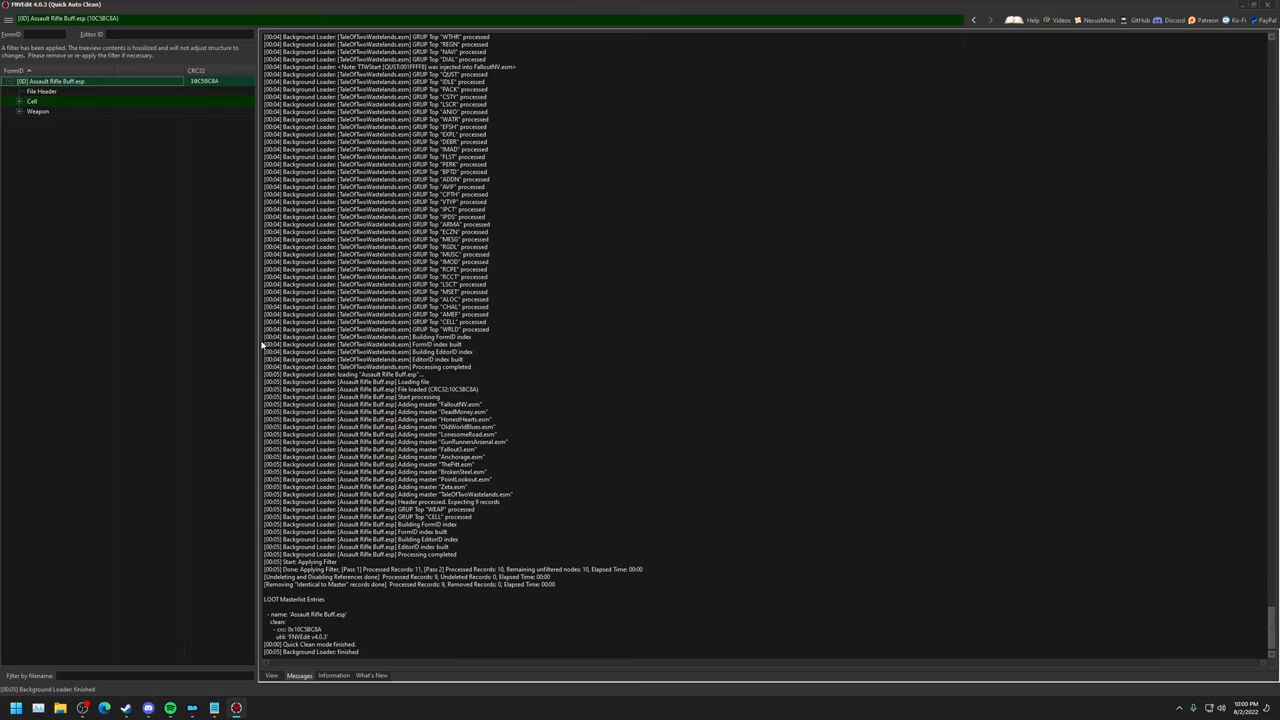 FNVEdit 4.0.3 (Quick Auto Clean)
[0D] Assault Rifle Buff.esp (10C5BC8A)
Help Videos NexusMods GitHub Discord Patreon Ko-Fi PayPal
FormID Editor ID
A filter has been applied. The treeview contents is fossilized and will not adjust structure to
changes. Please remove or re-apply the filter if necessary.
FormID CRC32
[0D] Assault Rifle Buff.esp 10C5BC8A
File Header
Cell
Weapon
[00:04] Background Loader: [TaleOfTwoWastelands.esm] GRUP Top "WTHR" processed
[00:04] Background Loader: [TaleOfTwoWastelands.esm] GRUP Top "REGN" processed
[00:04] Background Loader: [TaleOfTwoWastelands.esm] GRUP Top "NAVI" processed
[00:04] Background Loader: [TaleOfTwoWastelands.esm] GRUP Top "DIAL" processed
[00:04] Background Loader: <Note: TTWStart [QUST:001FFFF8] was injected into FalloutNV.esm>
[00:04] Background Loader: [TaleOfTwoWastelands.esm] GRUP Top "QUST" processed
[00:04] Background Loader: [TaleOfTwoWastelands.esm] GRUP Top "IDLE" processed
[00:04] Background Loader: [TaleOfTwoWastelands.esm] GRUP Top "PACK" processed
[00:04] Background Loader: [TaleOfTwoWastelands.esm] GRUP Top "CSTY" processed
[00:04] Background Loader: [TaleOfTwoWastelands.esm] GRUP Top "LSCR" processed
[00:04] Background Loader: [TaleOfTwoWastelands.esm] GRUP Top "ANIO" processed
[00:04] Background Loader: [TaleOfTwoWastelands.esm] GRUP Top "WATR" processed
[00:04] Background Loader: [TaleOfTwoWastelands.esm] GRUP Top "EFSH" processed
[00:04] Background Loader: [TaleOfTwoWastelands.esm] GRUP Top "EXPL" processed
[00:04] Background Loader: [TaleOfTwoWastelands.esm] GRUP Top "DEBR" processed
[00:04] Background Loader: [TaleOfTwoWastelands.esm] GRUP Top "IMAD" processed
[00:04] Background Loader: [TaleOfTwoWastelands.esm] GRUP Top "FLST" processed
[00:04] Background Loader: [TaleOfTwoWastelands.esm] GRUP Top "PERK" processed
[00:04] Background Loader: [TaleOfTwoWastelands.esm] GRUP Top "BPTD" processed
[00:04] Background Loader: [TaleOfTwoWastelands.esm] GRUP Top "ADDN" processed
[00:04] Background Loader: [TaleOfTwoWastelands.esm] GRUP Top "AVIF" processed
[00:04] Background Loader: [TaleOfTwoWastelands.esm] GRUP Top "CPTH" processed
[00:04] Background Loader: [TaleOfTwoWastelands.esm] GRUP Top "VTYP" processed
[00:04] Background Loader: [TaleOfTwoWastelands.esm] GRUP Top "IPCT" processed
[00:04] Background Loader: [TaleOfTwoWastelands.esm] GRUP Top "IPDS" processed
[00:04] Background Loader: [TaleOfTwoWastelands.esm] GRUP Top "ARMA" processed
[00:04] Background Loader: [TaleOfTwoWastelands.esm] GRUP Top "ECZN" processed
[00:04] Background Loader: [TaleOfTwoWastelands.esm] GRUP Top "MESG" processed
[00:04] Background Loader: [TaleOfTwoWastelands.esm] GRUP Top "RGDL" processed
[00:04] Background Loader: [TaleOfTwoWastelands.esm] GRUP Top "MUSC" processed
[00:04] Background Loader: [TaleOfTwoWastelands.esm] GRUP Top "IMOD" processed
[00:04] Background Loader: [TaleOfTwoWastelands.esm] GRUP Top "RCPE" processed
[00:04] Background Loader: [TaleOfTwoWastelands.esm] GRUP Top "RCCT" processed
[00:04] Background Loader: [TaleOfTwoWastelands.esm] GRUP Top "LSCT" processed
[00:04] Background Loader: [TaleOfTwoWastelands.esm] GRUP Top "MSET" processed
[00:04] Background Loader: [TaleOfTwoWastelands.esm] GRUP Top "ALOC" processed
[00:04] Background Loader: [TaleOfTwoWastelands.esm] GRUP Top "CHAL" processed
[00:04] Background Loader: [TaleOfTwoWastelands.esm] GRUP Top "AMEF" processed
[00:04] Background Loader: [TaleOfTwoWastelands.esm] GRUP Top "CELL" processed
[00:04] Background Loader: [TaleOfTwoWastelands.esm] GRUP Top "WRLD" processed
[00:04] Background Loader: [TaleOfTwoWastelands.esm] Building FormID index
[00:04] Background Loader: [TaleOfTwoWastelands.esm] FormID index built
[00:04] Background Loader: [TaleOfTwoWastelands.esm] Building EditorID index
[00:04] Background Loader: [TaleOfTwoWastelands.esm] EditorID index built
[00:04] Background Loader: [TaleOfTwoWastelands.esm] Processing completed
[00:05] Background Loader: loading "Assault Rifle Buff.esp"...
[00:05] Background Loader: [Assault Rifle Buff.esp] Loading file
[00:05] Background Loader: [Assault Rifle Buff.esp] File loaded (CRC32:10C5BC8A)
[00:05] Background Loader: [Assault Rifle Buff.esp] Start processing
[00:05] Background Loader: [Assault Rifle Buff.esp] Adding master "FalloutNV.esm"
[00:05] Background Loader: [Assault Rifle Buff.esp] Adding master "DeadMoney.esm"
[00:05] Background Loader: [Assault Rifle Buff.esp] Adding master "HonestHearts.esm"
[00:05] Background Loader: [Assault Rifle Buff.esp] Adding master "OldWorldBlues.esm"
[00:05] Background Loader: [Assault Rifle Buff.esp] Adding master "LonesomeRoad.esm"
[00:05] Background Loader: [Assault Rifle Buff.esp] Adding master "GunRunnersArsenal.esm"
[00:05] Background Loader: [Assault Rifle Buff.esp] Adding master "Fallout3.esm"
[00:05] Background Loader: [Assault Rifle Buff.esp] Adding master "Anchorage.esm"
[00:05] Background Loader: [Assault Rifle Buff.esp] Adding master "ThePitt.esm"
[00:05] Background Loader: [Assault Rifle Buff.esp] Adding master "BrokenSteel.esm"
[00:05] Background Loader: [Assault Rifle Buff.esp] Adding master "PointLookout.esm"
[00:05] Background Loader: [Assault Rifle Buff.esp] Adding master "Zeta.esm"
[00:05] Background Loader: [Assault Rifle Buff.esp] Adding master "TaleOfTwoWastelands.esm"
[00:05] Background Loader: [Assault Rifle Buff.esp] Header processed. Expecting 9 records
[00:05] Background Loader: [Assault Rifle Buff.esp] GRUP Top "WEAP" processed
[00:05] Background Loader: [Assault Rifle Buff.esp] GRUP Top "CELL" processed
[00:05] Background Loader: [Assault Rifle Buff.esp] Building FormID index
[00:05] Background Loader: [Assault Rifle Buff.esp] FormID index built
[00:05] Background Loader: [Assault Rifle Buff.esp] Building EditorID index
[00:05] Background Loader: [Assault Rifle Buff.esp] EditorID index built
[00:05] Background Loader: [Assault Rifle Buff.esp] Processing completed
[00:05] Start: Applying Filter
[00:05] Done: Applying Filter, [Pass 1] Processed Records: 11, [Pass 2] Processed Records: 10, Remaining unfiltered nodes: 10, Elapsed Time: 00:00
[Undeleting and Disabling References done]  Processed Records: 9, Undeleted Records: 0, Elapsed Time: 00:00
[Removing "Identical to Master" records done]  Processed Records: 9, Removed Records: 0, Elapsed Time: 00:00
LOOT Masterlist Entries
- name: 'Assault Rifle Buff.esp'
clean:
- crc: 0x10C5BC8A
util: 'FNVEdit v4.0.3'
[00:00] Quick Clean mode finished.
[00:05] Background Loader: finished
Filter by filename:
View Messages Information What's New
[00:05] Background Loader: finished
10:00 PM
8/2/2022